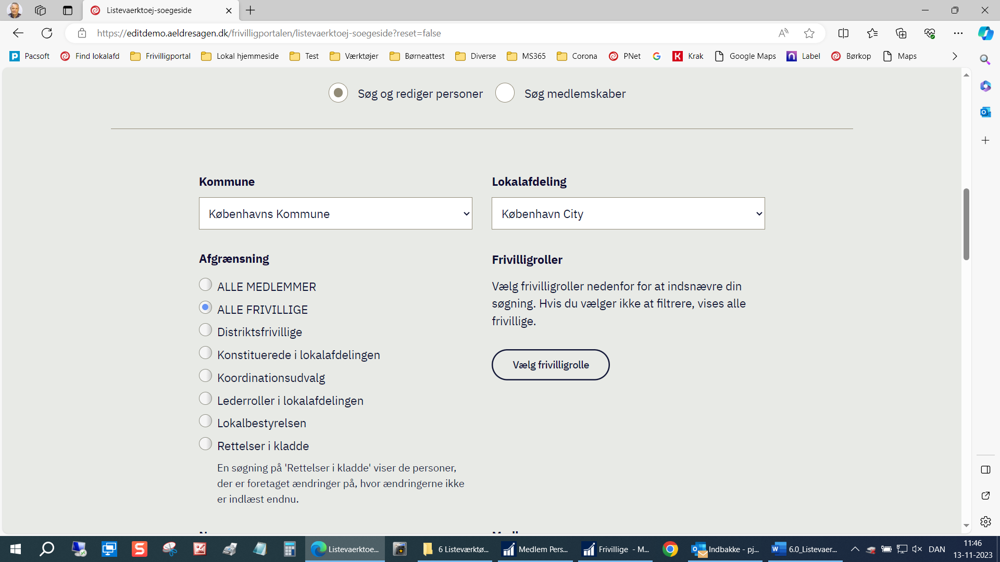 Listevaerktoej-soegeside
https://editdemo.aeldresagen.dk/frivilligportalen/listevaerktoej-soegeside?reset=false
Pacsoft Find lokalafd Frivilligportal Lokal hjemmeside Test Værktøjer Børneattest Diverse MS365 Corona PNet Krak Google Maps Label Børkop Maps
Søg og rediger personer Søg medlemskaber
Kommune Lokalafdeling
Københavns Kommune København City
Afgrænsning
ALLE MEDLEMMER
ALLE FRIVILLIGE
Distriktsfrivillige
Konstituerede i lokalafdelingen
Koordinationsudvalg
Lederroller i lokalafdelingen
Lokalbestyrelsen
Rettelser i kladde
En søgning på 'Rettelser i kladde' viser de personer,
der er foretaget ændringer på, hvor ændringerne ikke
er indlæst endnu.
Frivilligroller
Vælg frivilligroller nedenfor for at indsnævre din
søgning. Hvis du vælger ikke at filtrere, vises alle
frivillige.
Vælg frivilligrolle
Listevaerktoe... 6 Listeværktø... Medlem Pers... Frivillige - M... Indbakke - pj... 6.0_Listevaer... DAN
11:46
13-11-2023